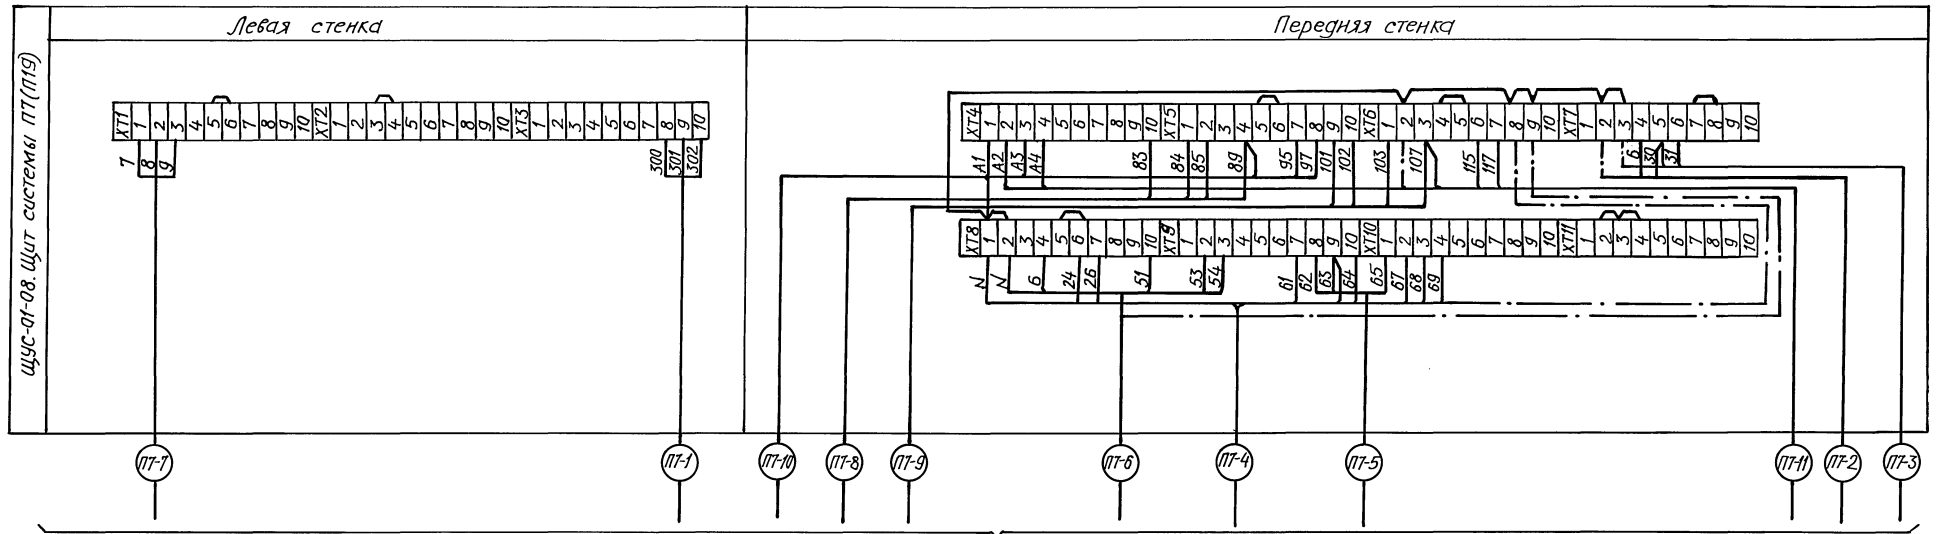 ЩУС-01-08. Щит системы П7(П19)
Левая стенка
Передняя стенка
XT1 1 2 3 4 5 6 7 8 9 10 XT2 1 2 3 4 5 6 7 8 9 10 XT3 1 2 3 4 5 6 7 8 9 10
7 8 9 300 301 302
XT4 1 2 3 4 5 6 7 8 9 10 XT5 1 2 3 4 5 6 7 8 9 10 XT6 1 2 3 4 5 6 7 8 9 10 XT7 1 2 3 4 5 6 7 8 9 10
A1 A2 A3 A4 83 84 85 89 95 97 101 102 103 107 115 117 6 30 31
XT8 1 2 3 4 5 6 7 8 9 10 XT9 1 2 3 4 5 6 7 8 9 10 XT10 1 2 3 4 5 6 7 8 9 10 XT11 1 2 3 4 5 6 7 8 9 10
N N 6 24 26 51 53 54 61 62 63 64 65 67 68 69
П7-7 П7-1 П7-10 П7-8 П7-9 П7-6 П7-4 П7-5 П7-11 П7-2 П7-3